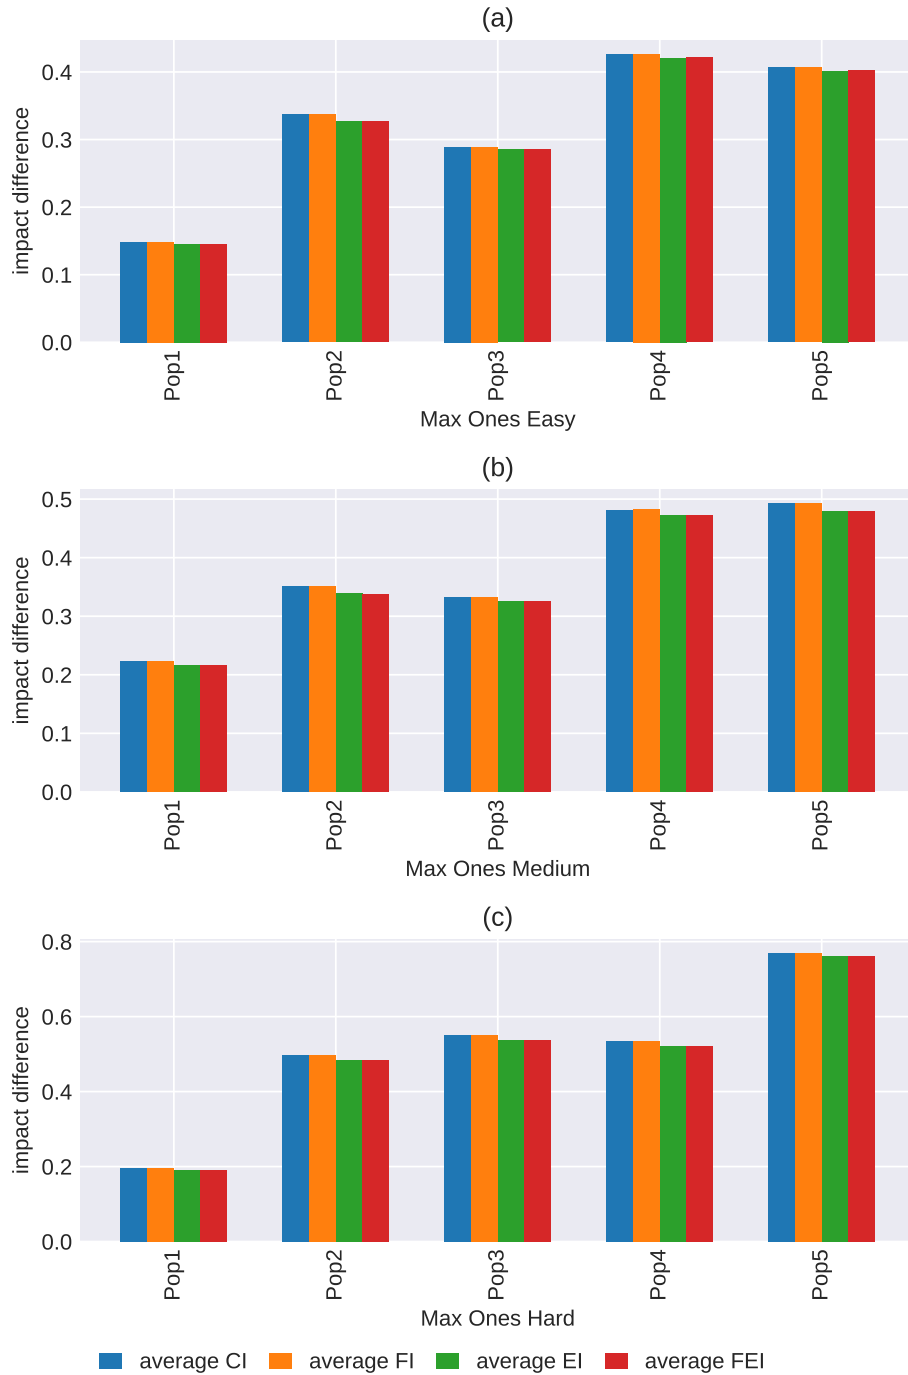 (a)
impact difference
0.4
0.3
0.2
0.1
0.0
Pop1
Pop2
Pop3
Pop4
Pop5
Max Ones Easy
(b)
impact difference
0.5
0.4
0.3
0.2
0.1
0.0
Pop1
Pop2
Pop3
Pop4
Pop5
Max Ones Medium
(c)
impact difference
0.8
0.6
0.4
0.2
0.0
Pop1
Pop2
Pop3
Pop4
Pop5
Max Ones Hard
average CI average FI average EI average FEI